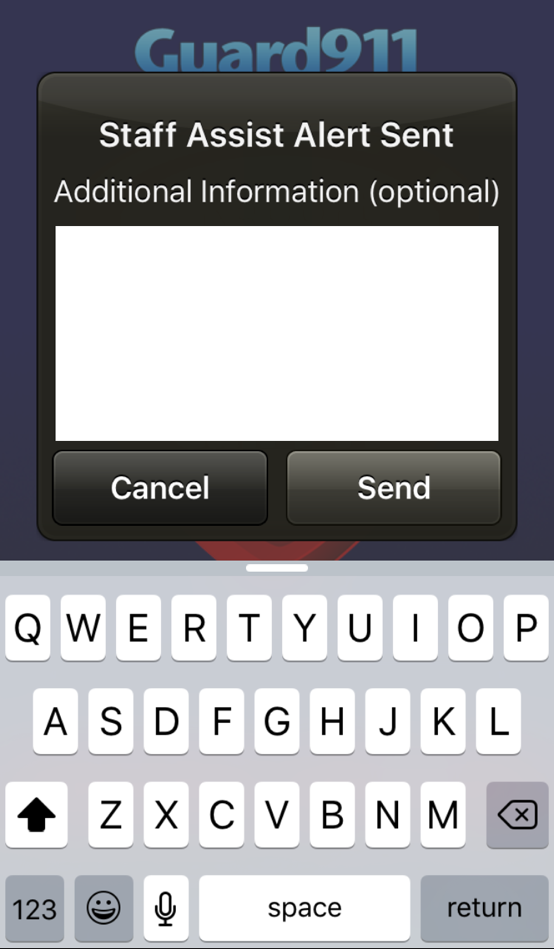 Guard911
Staff Assist Alert Sent
Additional Information (optional)
Cancel Send
Q W E R T Y U I O P
A S D F G H J K L
Z X C V B N M
123 space return